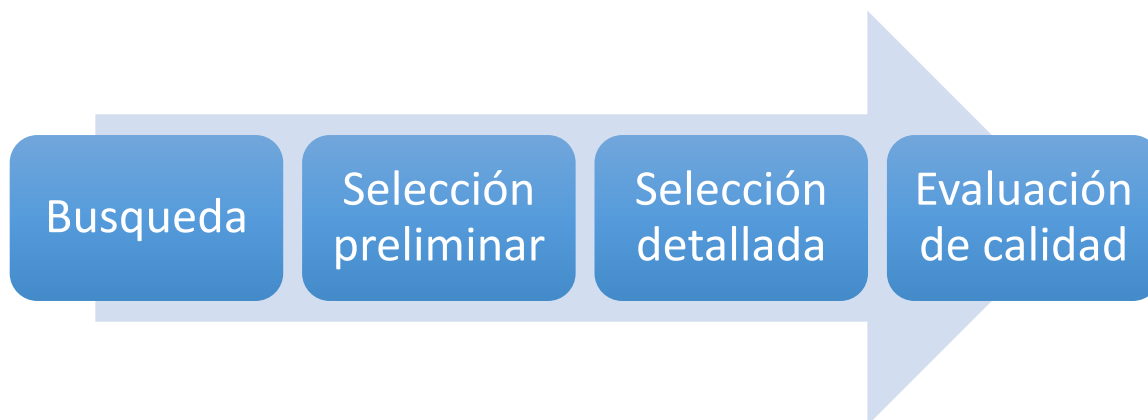 Busqueda
Selección
preliminar
Selección
detallada
Evaluación
de calidad